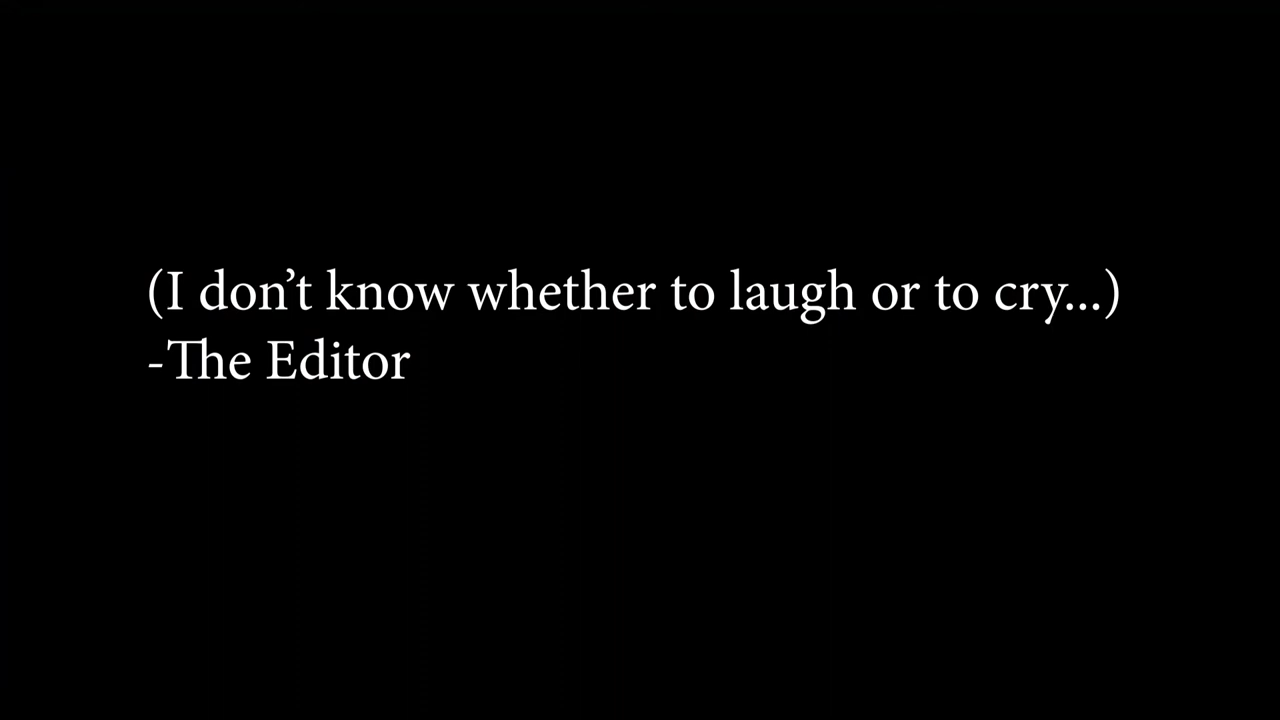 (I don’t know whether to laugh or to cry...)
-The Editor